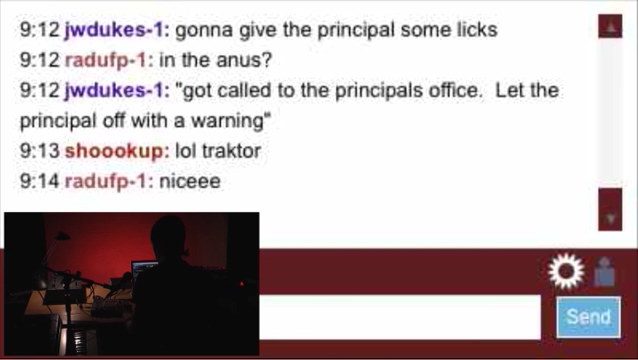 9:12 jwdukes-1: gonna give the principal some licks
9:12 radufp-1: in the anus?
9:12 jwdukes-1: "got called to the principals office.  Let the
principal off with a warning"
9:13 shoookup: lol traktor
9:14 radufp-1: niceee
Send